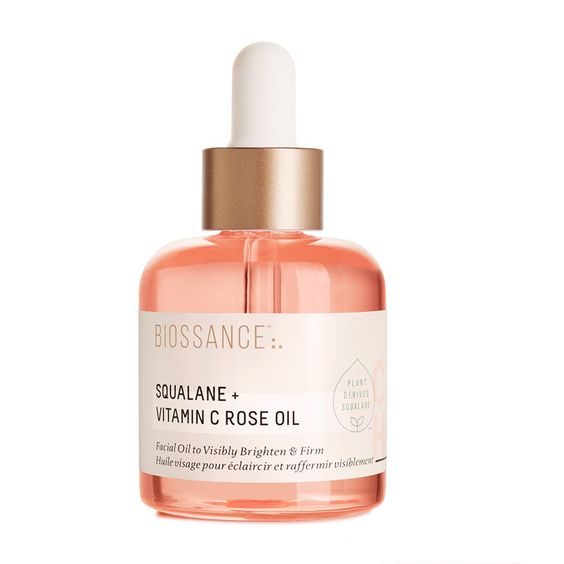 BIOSSANCE™
SQUALANE +
VITAMIN C ROSE OIL
Facial Oil to Visibly Brighten & Firm
Huile visage pour éclaircir et raffermir visiblement
PLANT
DERIVED
SQUALANE
C
H